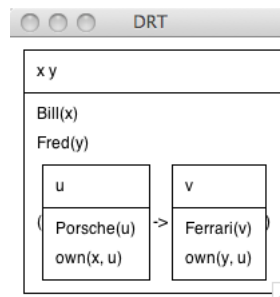 DRT
x y
Bill(x)
Fred(y)
u
v
( Porsche(u) -> Ferrari(v) )
own(x, u)
own(y, u)